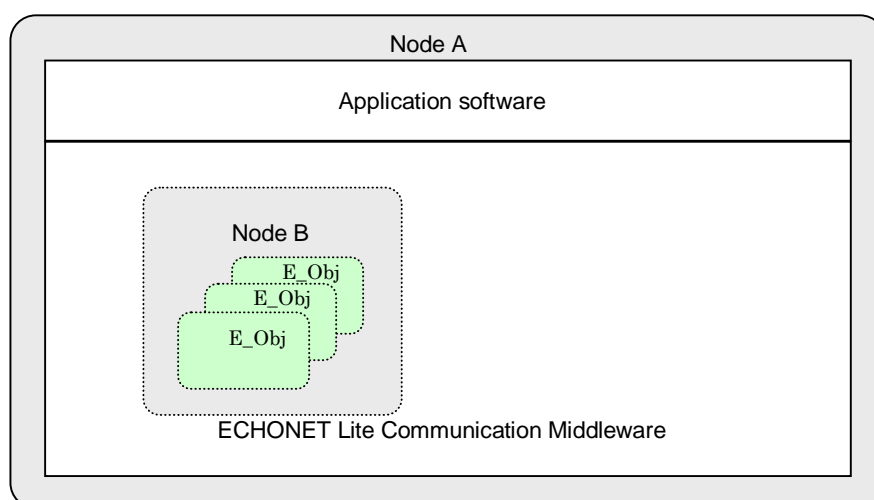 Node A
Application software
Node B
E_Obj
E_Obj
E_Obj
ECHONET Lite Communication Middleware